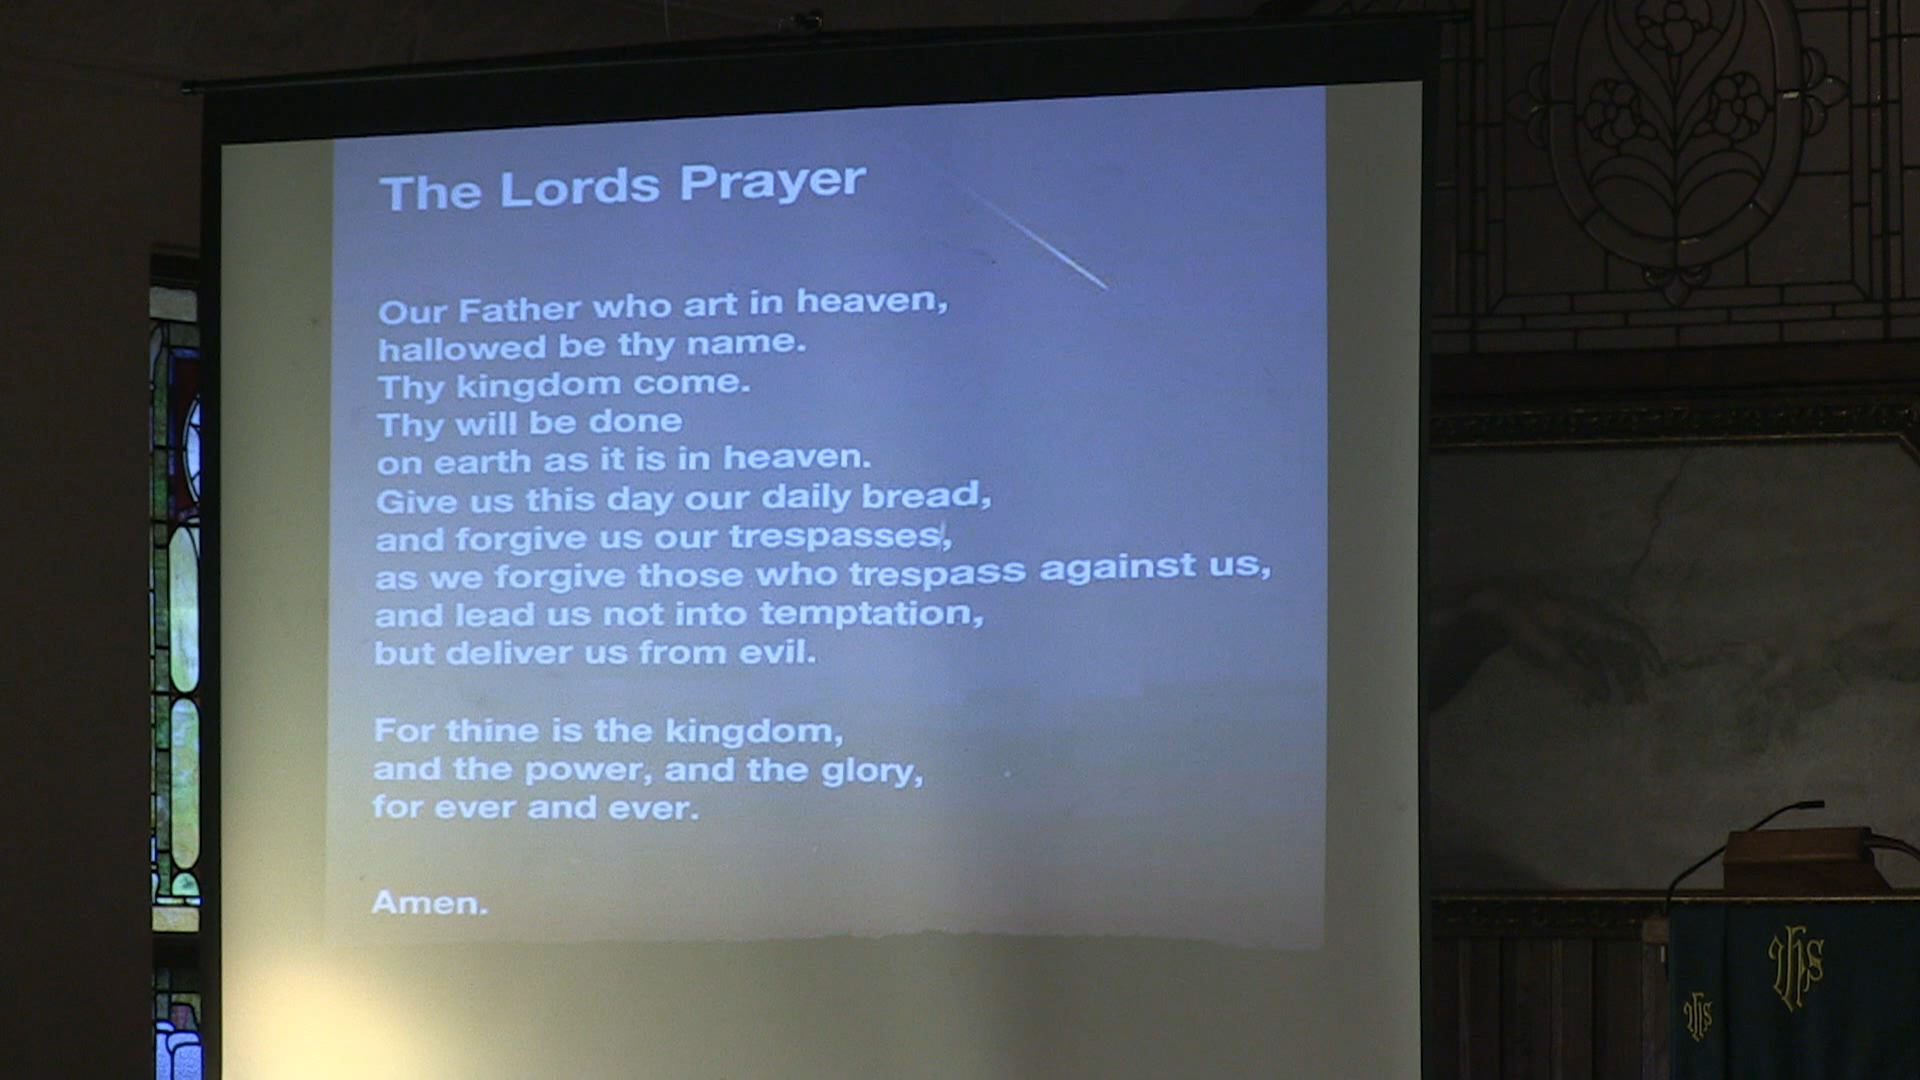 The Lords Prayer
Our Father who art in heaven,
hallowed be thy name.
Thy kingdom come.
Thy will be done
on earth as it is in heaven.
Give us this day our daily bread,
and forgive us our trespasses,
as we forgive those who trespass against us,
and lead us not into temptation,
but deliver us from evil.
For thine is the kingdom,
and the power, and the glory,
for ever and ever.
Amen.
IHS
IHS